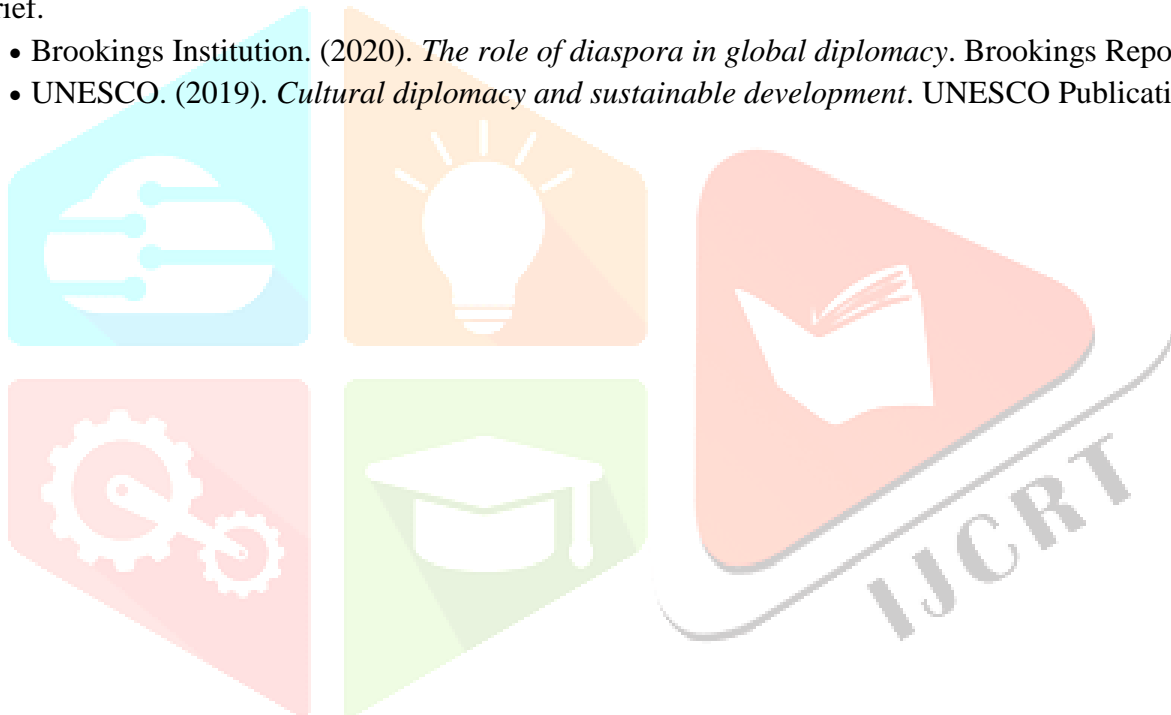 rief.
• Brookings Institution. (2020). The role of diaspora in global diplomacy. Brookings Repo
• UNESCO. (2019). Cultural diplomacy and sustainable development. UNESCO Publicati
IJCRT